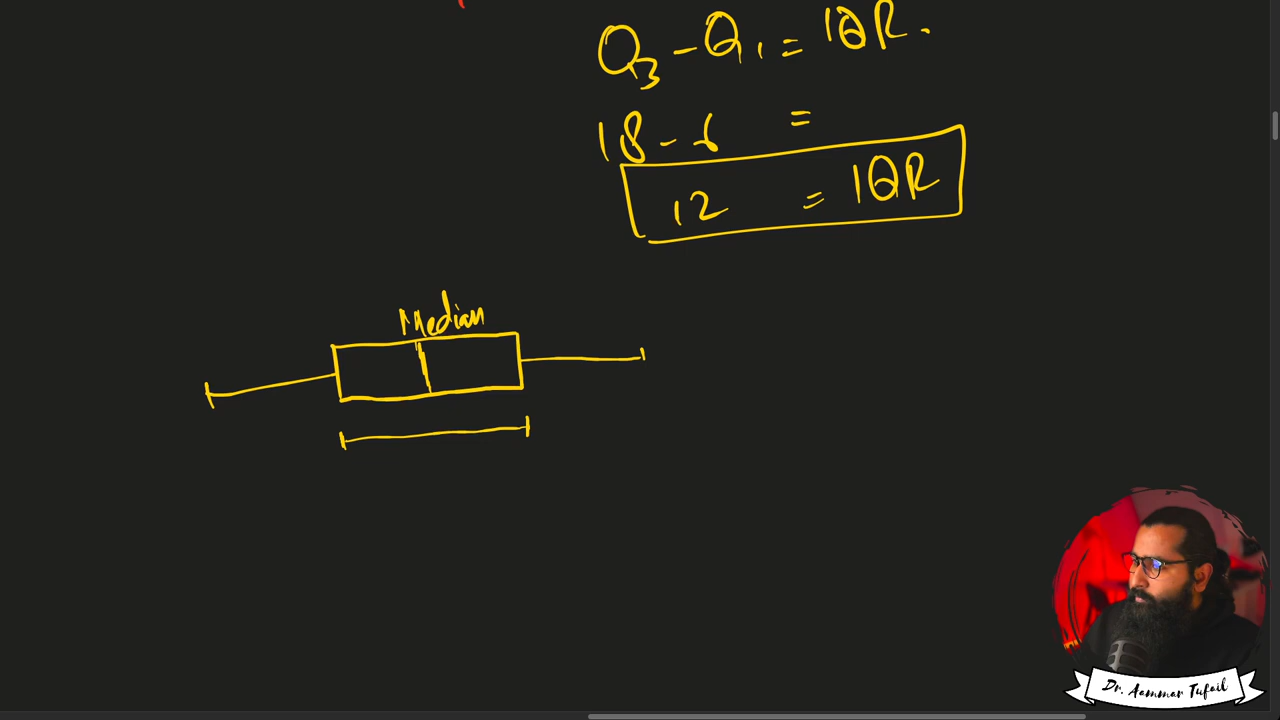 Q3 - Q1 = IQR.
18 - 6 =
12 = IQR
Median
Dr. Aammar Tufail